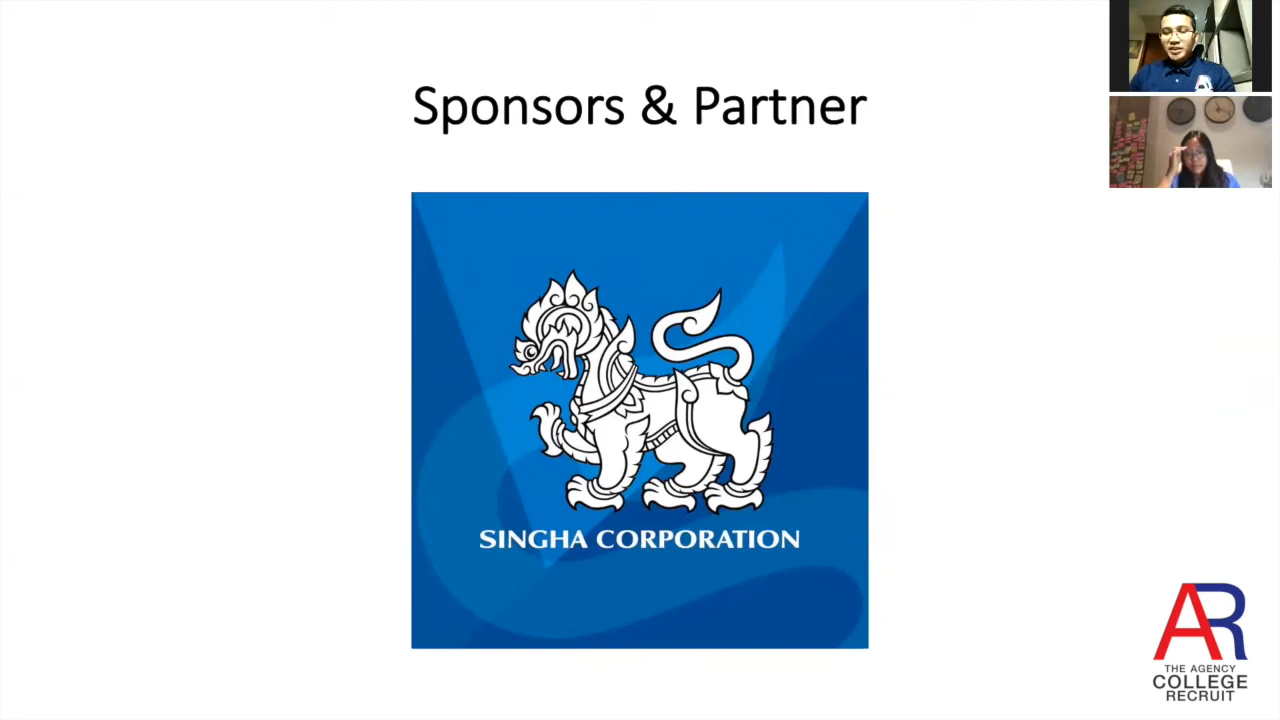 Sponsors & Partner
SINGHA CORPORATION
AR
THE AGENCY
COLLEGE
RECRUIT